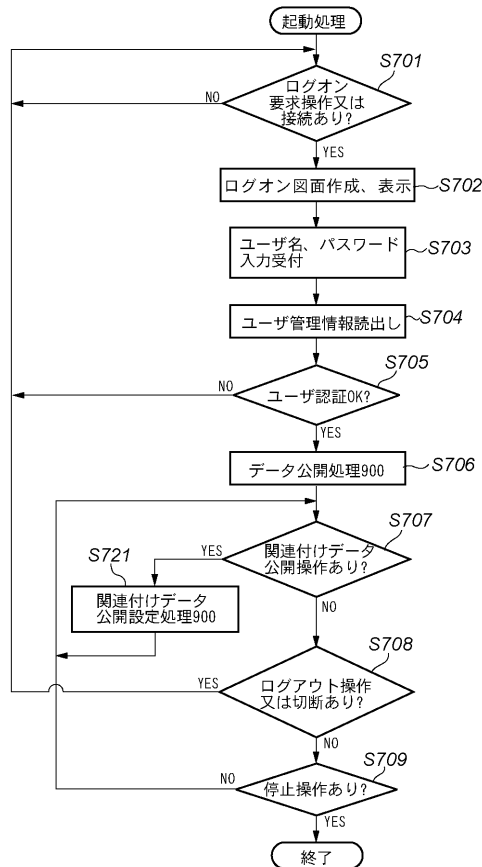 起動処理
S701
ログオン
要求操作又は
接続あり?
NO
YES
ログオン図面作成、表示
S702
ユーザ名、パスワード
入力受付
S703
ユーザ管理情報読出し
S704
S705
ユーザ認証OK?
NO
YES
データ公開処理900
S706
S707
関連付けデータ
公開操作あり?
YES
NO
S721
関連付けデータ
公開設定処理900
S708
ログアウト操作
又は切断あり?
YES
NO
S709
停止操作あり?
NO
YES
終了